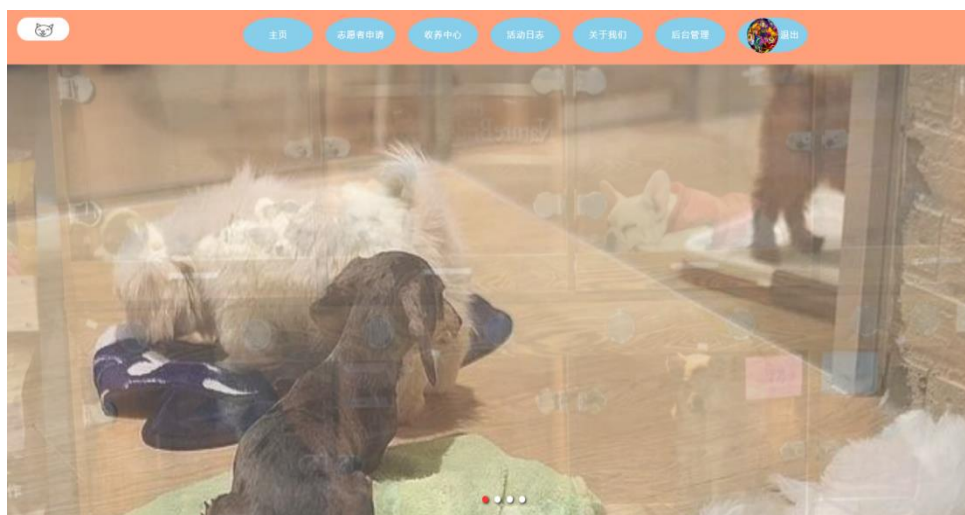 主页
志愿者申请
收养中心
活动日志
关于我们
后台管理
退出